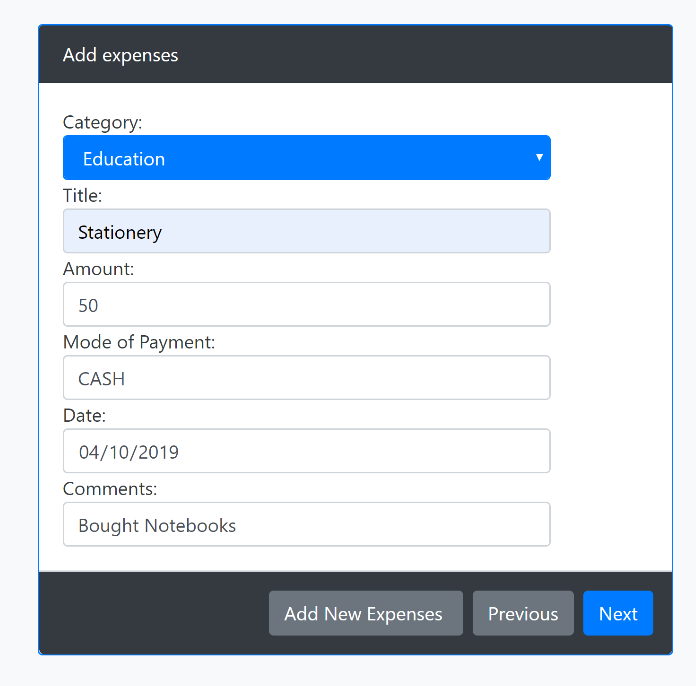 Add expenses
Category:
Education
Title:
Stationery
Amount:
50
Mode of Payment:
CASH
Date:
04/10/2019
Comments:
Bought Notebooks
Add New Expenses Previous Next